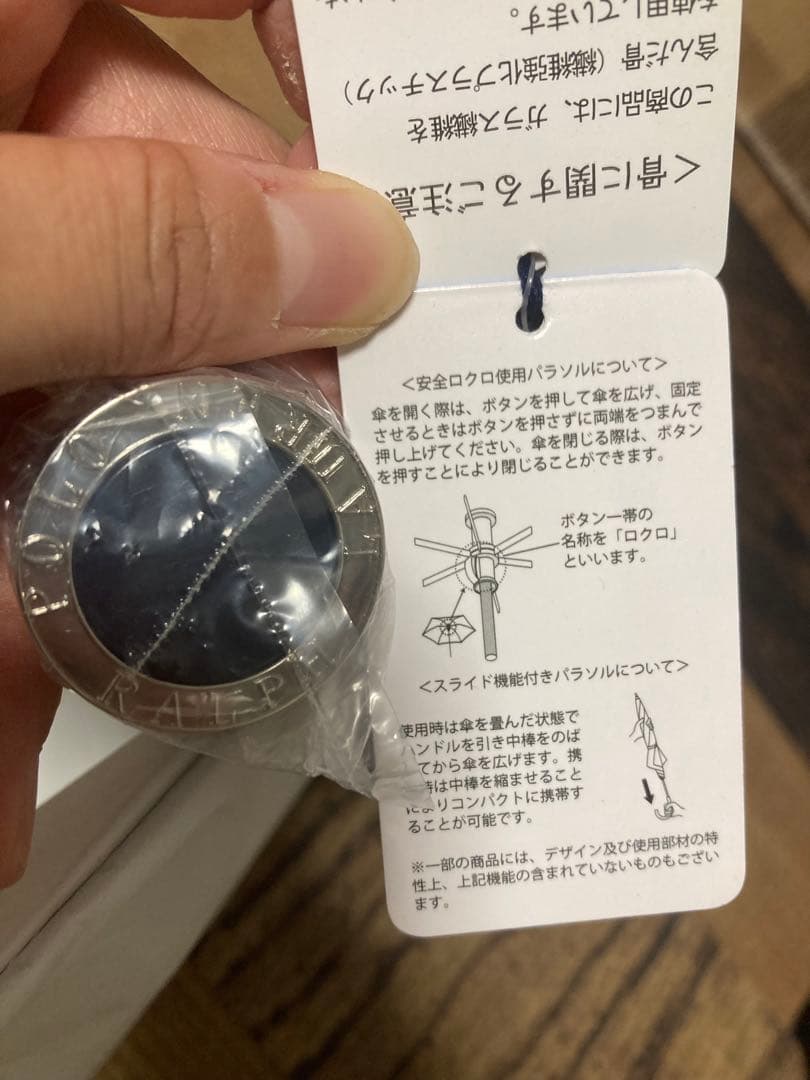 ＜骨に関するご注意
この商品には、ガラス繊維を
含んだ骨（繊維強化プラスチック）
を使用しています。
＜安全ロクロ使用パラソルについて＞
傘を開く際は、ボタンを押して傘を広げ、固定
させるときはボタンを押さずに両端をつまんで
押し上げてください。傘を閉じる際は、ボタン
を押すことにより閉じることができます。
ボタン一帯の
名称を「ロクロ」
といいます。
＜スライド機能付きパラソルについて＞
使用時は傘を畳んだ状態で
ハンドルを引き中棒をのば
てから傘を広げます。携
時は中棒を縮ませること
によりコンパクトに携帯す
ることが可能です。
※一部の商品には、デザイン及び使用部材の特
性上、上記機能の含まれていないものもござい
ます。
POLO
RALPH